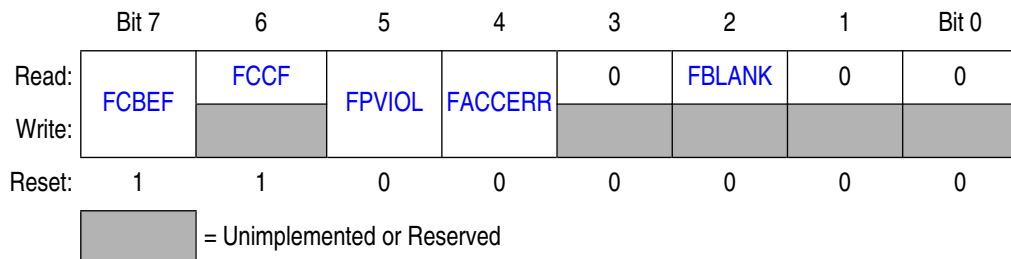 Bit 7 6 5 4 3 2 1 Bit 0
Read: FCBEF FCCF FPVIOL FACCERR 0 FBLANK 0 0
Write:
Reset: 1 1 0 0 0 0 0 0
= Unimplemented or Reserved